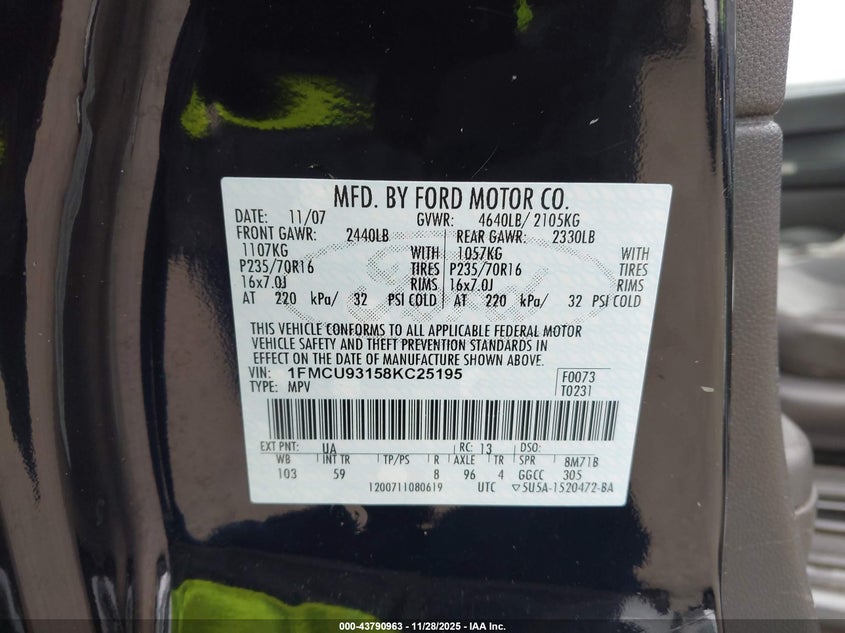 MFD. BY FORD MOTOR CO.
DATE: 11/07 GVWR: 4640LB/ 2105KG
FRONT GAWR: 2440LB REAR GAWR: 2330LB
1107KG WITH 1057KG WITH
P235/70R16 TIRES P235/70R16 TIRES
16x7.0J RIMS 16x7.0J RIMS
AT 220 kPa/ 32 PSI COLD AT 220 kPa/ 32 PSI COLD
Ford
THIS VEHICLE CONFORMS TO ALL APPLICABLE FEDERAL MOTOR
VEHICLE SAFETY AND THEFT PREVENTION STANDARDS IN
EFFECT ON THE DATE OF MANUFACTURE SHOWN ABOVE.
VIN: 1FMCU93158KC25195 F0073
TYPE: MPV T0231
EXT PNT: UA RC: 13 DSO:
WB INT TR TP/PS R AXLE TR SPR 8M71B
103 59 8 96 4 GGCC 305
1200711080619 UTC ▽5U5A-1520472-BA
000-43790963 | 11/28/2025 - IAA Inc.